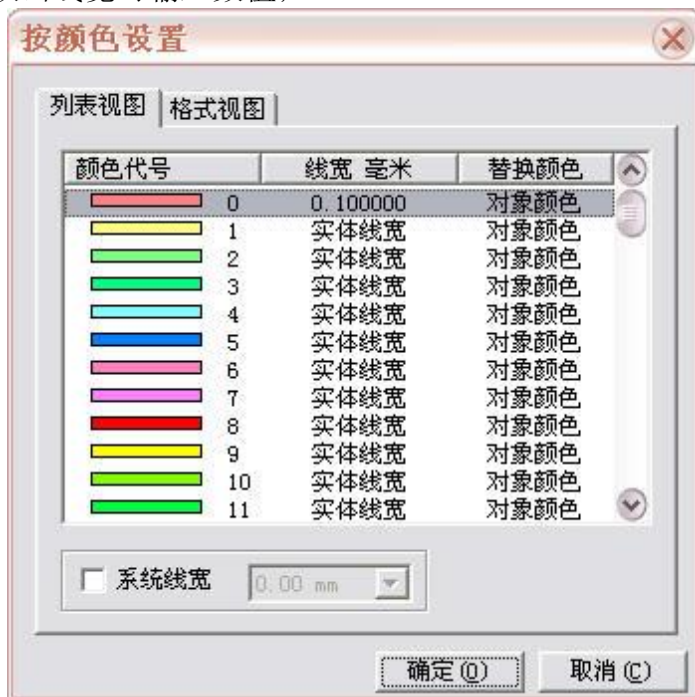 按颜色设置
列表视图 格式视图
颜色代号 线宽 毫米 替换颜色
0 0.100000 对象颜色
1 实体线宽 对象颜色
2 实体线宽 对象颜色
3 实体线宽 对象颜色
4 实体线宽 对象颜色
5 实体线宽 对象颜色
6 实体线宽 对象颜色
7 实体线宽 对象颜色
8 实体线宽 对象颜色
9 实体线宽 对象颜色
10 实体线宽 对象颜色
11 实体线宽 对象颜色
系统线宽 0.00 mm
确定(O) 取消(C)